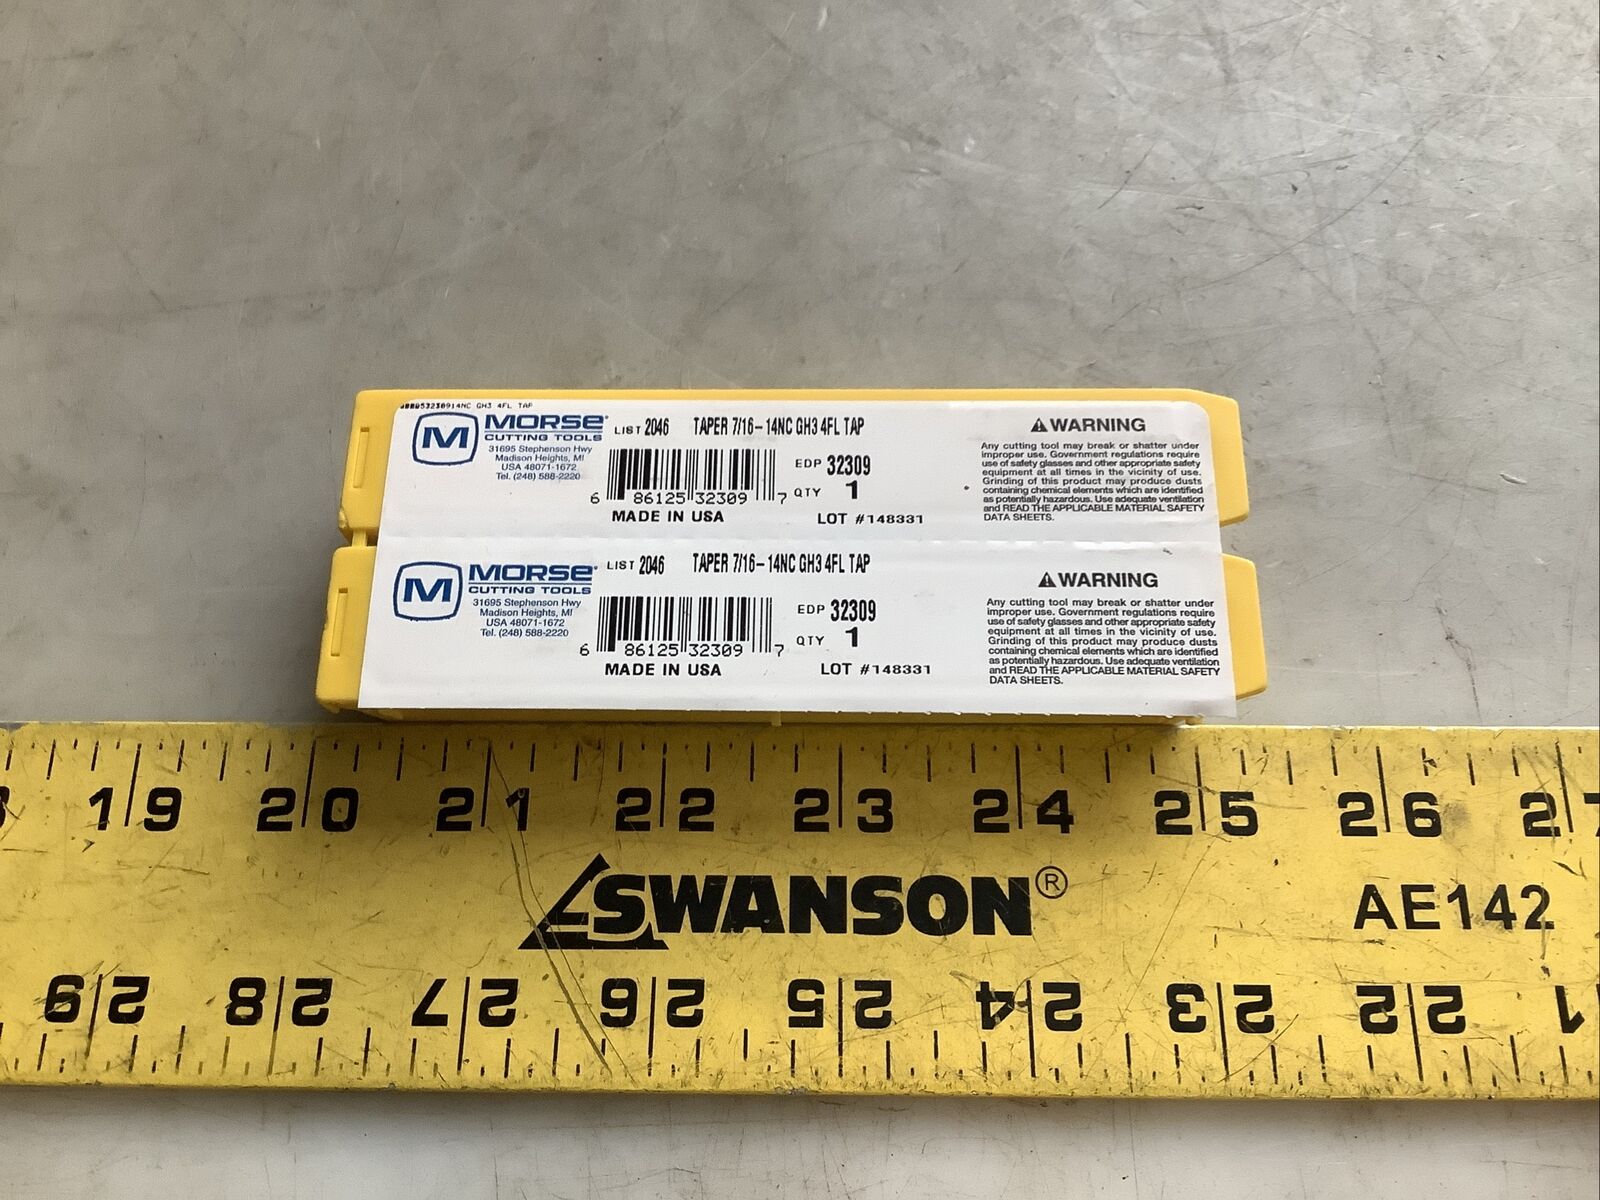 14NC GH3 4FL TAP
M MORSE®
CUTTING TOOLS
31695 Stephenson Hwy
Madison Heights, MI
USA 48071-1672
Tel. (248) 588-2220
LIST 2046 TAPER 7/16-14NC GH3 4FL TAP
EDP 32309
QTY 1
6 86125 32309 7
MADE IN USA
LOT #148331
⚠WARNING
Any cutting tool may break or shatter under
improper use. Government regulations require
use of safety glasses and other appropriate safety
equipment at all times in the vicinity of use.
Grinding of this product may produce dusts
containing chemical elements which are identified
as potentially hazardous. Use adequate ventilation
and READ THE APPLICABLE MATERIAL SAFETY
DATA SHEETS.
M MORSE®
CUTTING TOOLS
31695 Stephenson Hwy
Madison Heights, MI
USA 48071-1672
Tel. (248) 588-2220
LIST 2046 TAPER 7/16-14NC GH3 4FL TAP
EDP 32309
QTY 1
6 86125 32309 7
MADE IN USA
LOT #148331
⚠WARNING
Any cutting tool may break or shatter under
improper use. Government regulations require
use of safety glasses and other appropriate safety
equipment at all times in the vicinity of use.
Grinding of this product may produce dusts
containing chemical elements which are identified
as potentially hazardous. Use adequate ventilation
and READ THE APPLICABLE MATERIAL SAFETY
DATA SHEETS.
19 20 21 22 23 24 25 26 27
SWANSON®
AE142
29 28 27 26 25 24 23 22